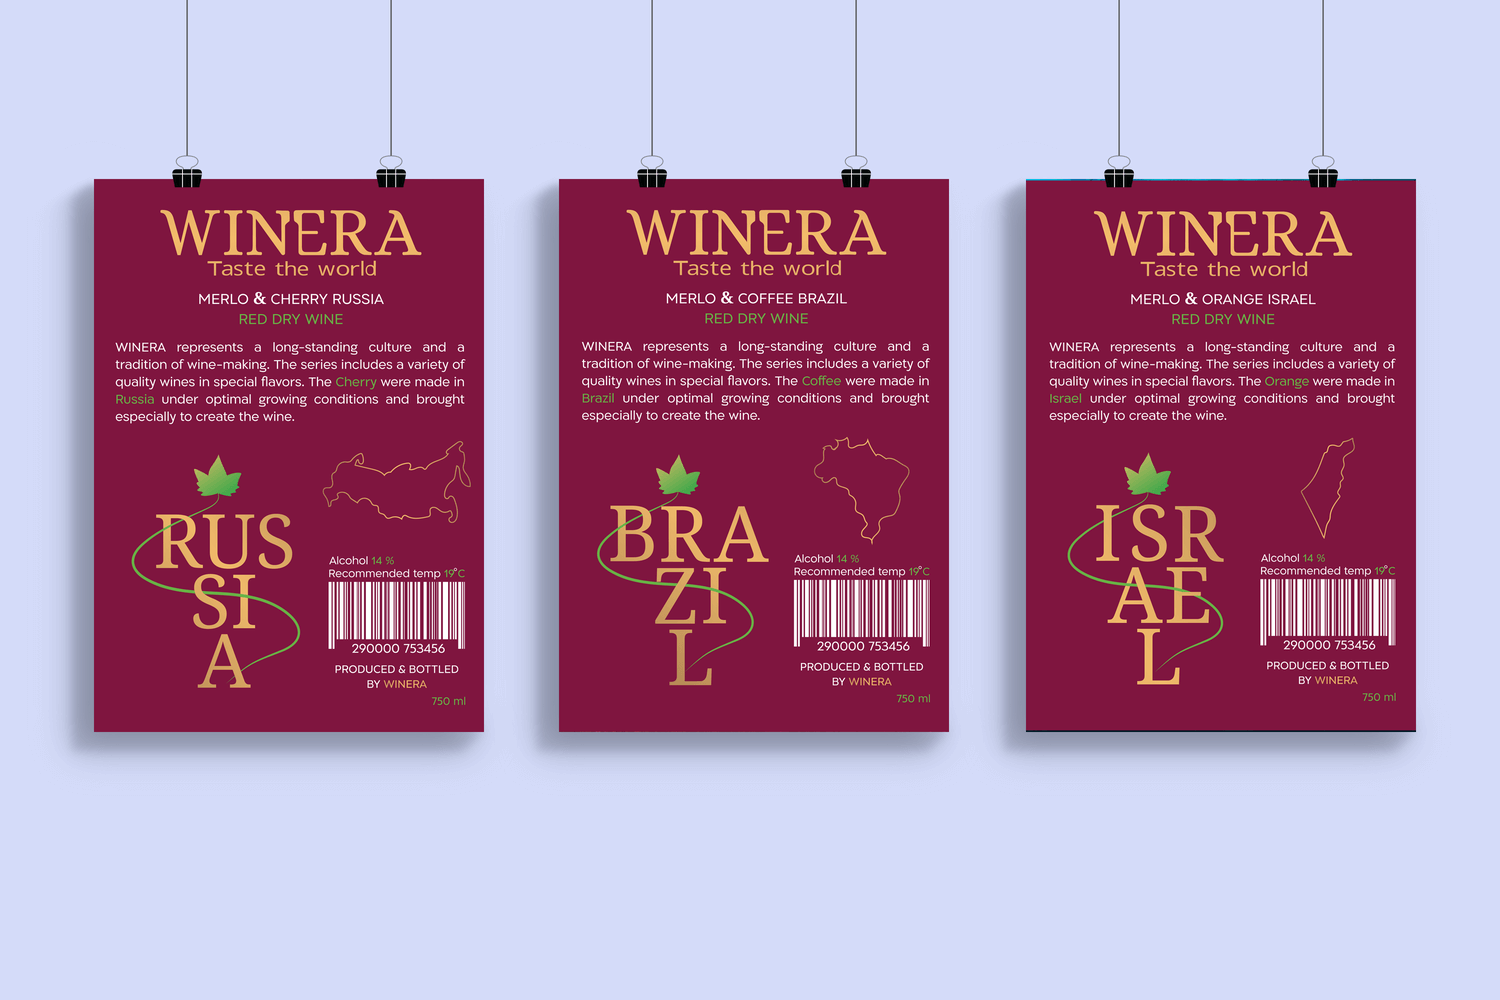 WINERA
Taste the world
MERLO & CHERRY RUSSIA
RED DRY WINE
WINERA represents a long-standing culture and a
tradition of wine-making. The series includes a variety of
quality wines in special flavors. The Cherry were made in
Russia under optimal growing conditions and brought
especially to create the wine.
RUS
SI
A
Alcohol 14 %
Recommended temp 19°C
290000 753456
PRODUCED & BOTTLED
BY WINERA
750 ml
WINERA
Taste the world
MERLO & COFFEE BRAZIL
RED DRY WINE
WINERA represents a long-standing culture and a
tradition of wine-making. The series includes a variety of
quality wines in special flavors. The Coffee were made in
Brazil under optimal growing conditions and brought
especially to create the wine.
BRA
ZI
L
Alcohol 14 %
Recommended temp 19°C
290000 753456
PRODUCED & BOTTLED
BY WINERA
750 ml
WINERA
Taste the world
MERLO & ORANGE ISRAEL
RED DRY WINE
WINERA represents a long-standing culture and a
tradition of wine-making. The series includes a variety of
quality wines in special flavors. The Orange were made in
Israel under optimal growing conditions and brought
especially to create the wine.
ISR
AE
L
Alcohol 14 %
Recommended temp 19°C
290000 753456
PRODUCED & BOTTLED
BY WINERA
750 ml